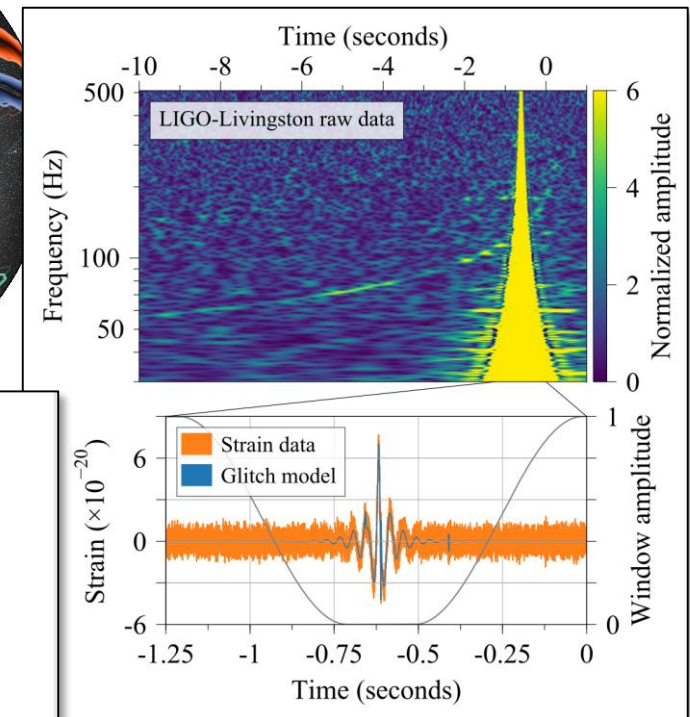 Time (seconds)
-10 -8 -6 -4 -2 0
500
100
50
Frequency (Hz)
LIGO-Livingston raw data
6
4
2
0
Normalized amplitude
Strain data
Glitch model
6
0
-6
Strain (×10⁻²⁰)
1
0
Window amplitude
-1.25 -1 -0.75 -0.5 -0.25 0
Time (seconds)